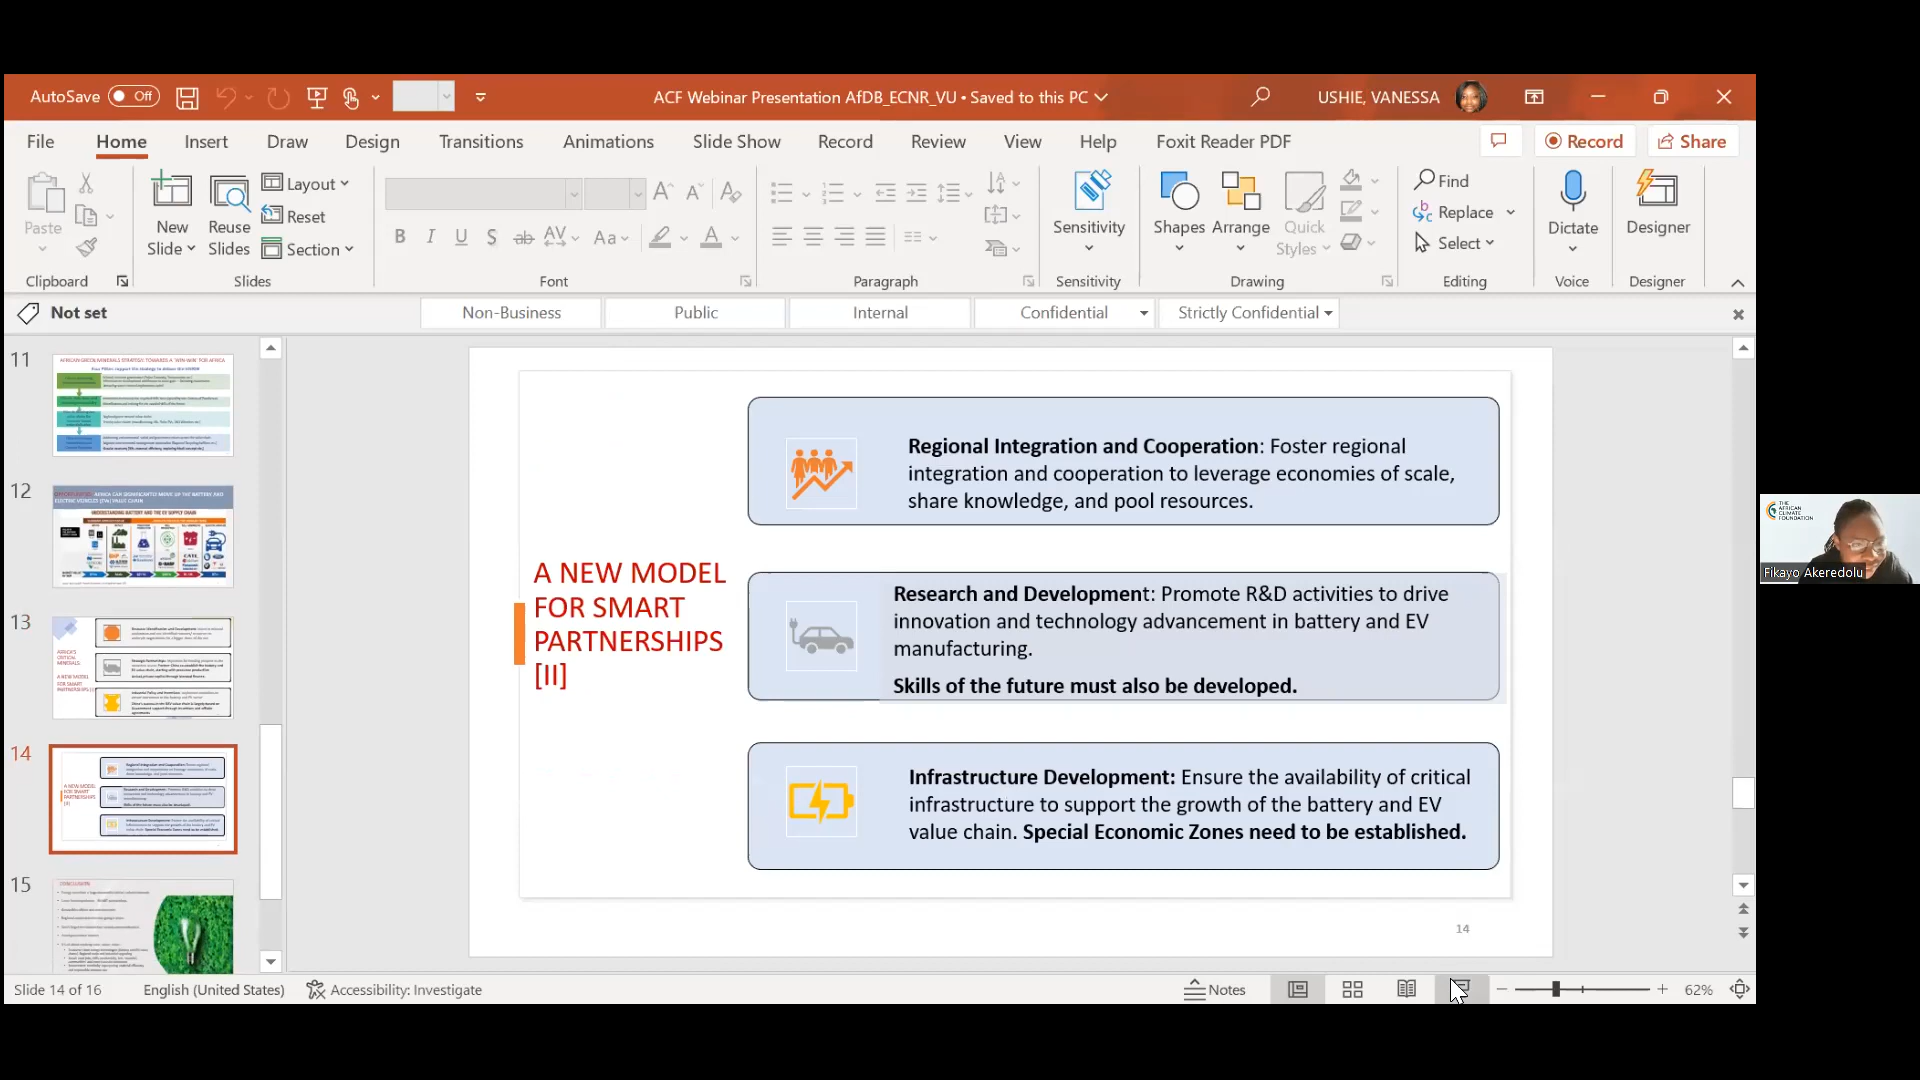 AutoSave Off
ACF Webinar Presentation AfDB_ECNR_VU • Saved to this PC
USHIE, VANESSA
File Home Insert Draw Design Transitions Animations Slide Show Record Review View Help Foxit Reader PDF
Record
Share
Paste
New Slide
Reuse Slides
Layout
Reset
Section
B I U S ab AV Aa A
Sensitivity
Shapes
Arrange
Quick Styles
Find
Replace
Select
Dictate
Designer
Clipboard
Slides
Font
Paragraph
Sensitivity
Drawing
Editing
Voice
Designer
Not set
Non-Business
Public
Internal
Confidential
Strictly Confidential
11
12
13
14
15
A NEW MODEL
FOR SMART
PARTNERSHIPS
[II]
Regional Integration and Cooperation: Foster regional
integration and cooperation to leverage economies of scale,
share knowledge, and pool resources.
Research and Development: Promote R&D activities to drive
innovation and technology advancement in battery and EV
manufacturing.
Skills of the future must also be developed.
Infrastructure Development: Ensure the availability of critical
infrastructure to support the growth of the battery and EV
value chain. Special Economic Zones need to be established.
14
THE
AFRICAN
CLIMATE
FOUNDATION
Fikayo Akeredolu
Slide 14 of 16
English (United States)
Accessibility: Investigate
Notes
62%